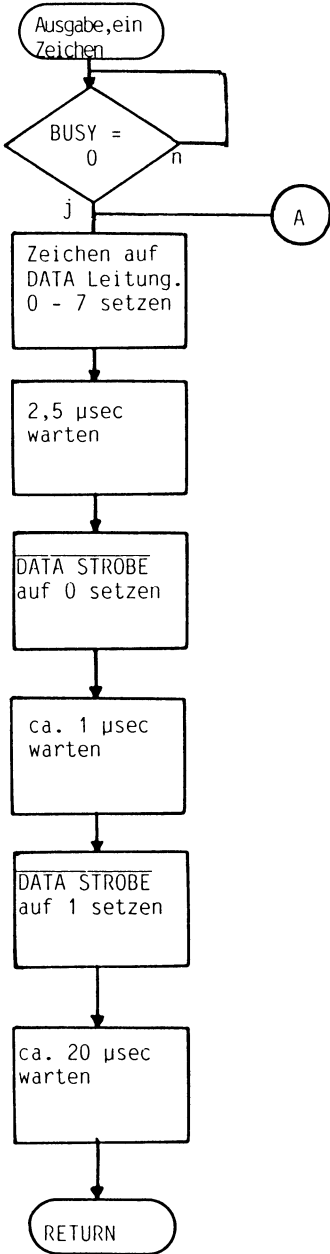 Ausgabe,ein
Zeichen
BUSY =
0
n
j
A
Zeichen auf
DATA Leitung.
0 - 7 setzen
2,5 µsec
warten
DATA STROBE
auf 0 setzen
ca. 1 µsec
warten
DATA STROBE
auf 1 setzen
ca. 20 µsec
warten
RETURN